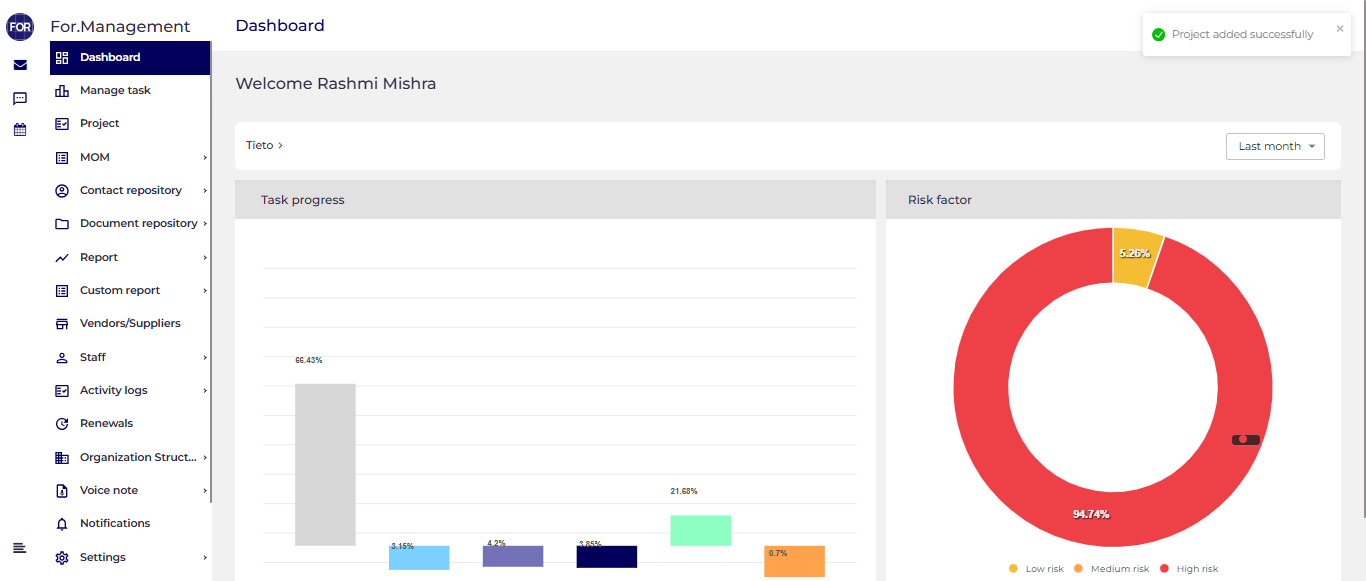 FOR
For.Management
Dashboard
Project added successfully
Dashboard
Manage task
Project
MOM
Contact repository
Document repository
Report
Custom report
Vendors/Suppliers
Staff
Activity logs
Renewals
Organization Struct...
Voice note
Notifications
Settings
Welcome Rashmi Mishra
Tieto
Last month
Task progress
66.43%
3.15%
4.2%
3.85%
21.68%
0.7%
Risk factor
5.26%
94.74%
Low risk
Medium risk
High risk